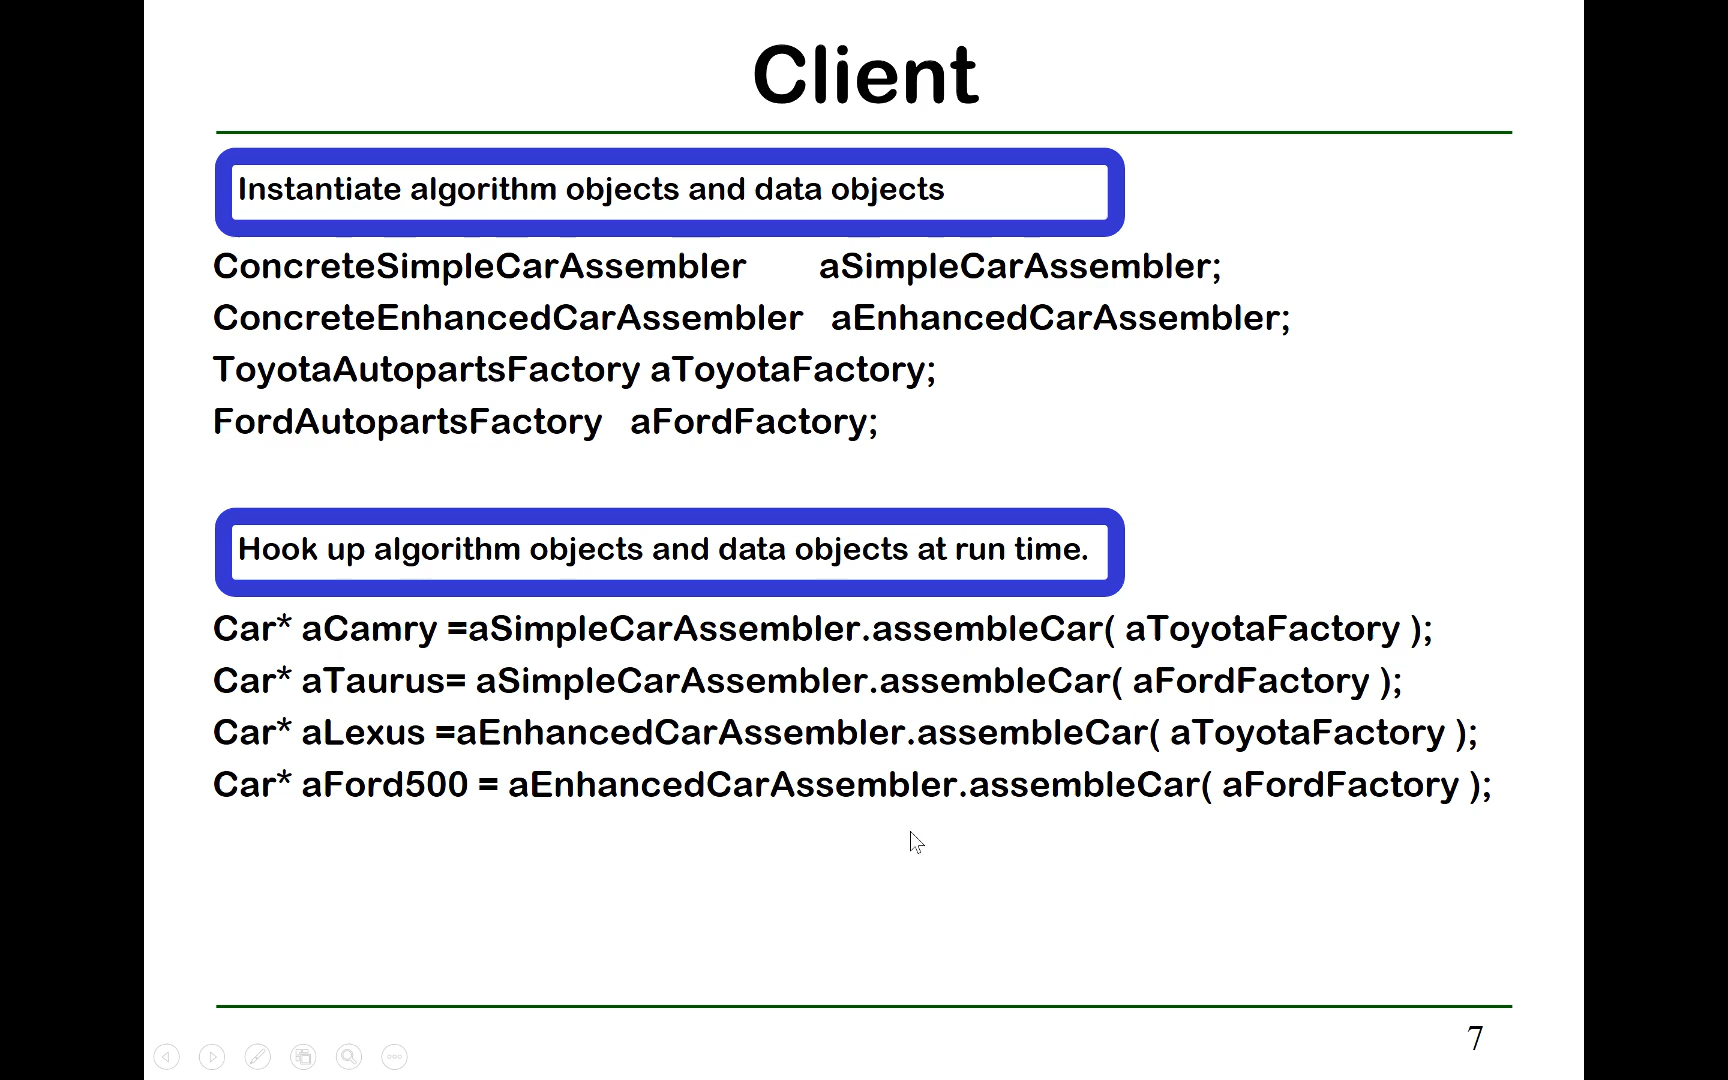 Client
Instantiate algorithm objects and data objects
ConcreteSimpleCarAssembler aSimpleCarAssembler;
ConcreteEnhancedCarAssembler aEnhancedCarAssembler;
ToyotaAutopartsFactory aToyotaFactory;
FordAutopartsFactory aFordFactory;
Hook up algorithm objects and data objects at run time.
Car* aCamry =aSimpleCarAssembler.assembleCar( aToyotaFactory );
Car* aTaurus= aSimpleCarAssembler.assembleCar( aFordFactory );
Car* aLexus =aEnhancedCarAssembler.assembleCar( aToyotaFactory );
Car* aFord500 = aEnhancedCarAssembler.assembleCar( aFordFactory );
7